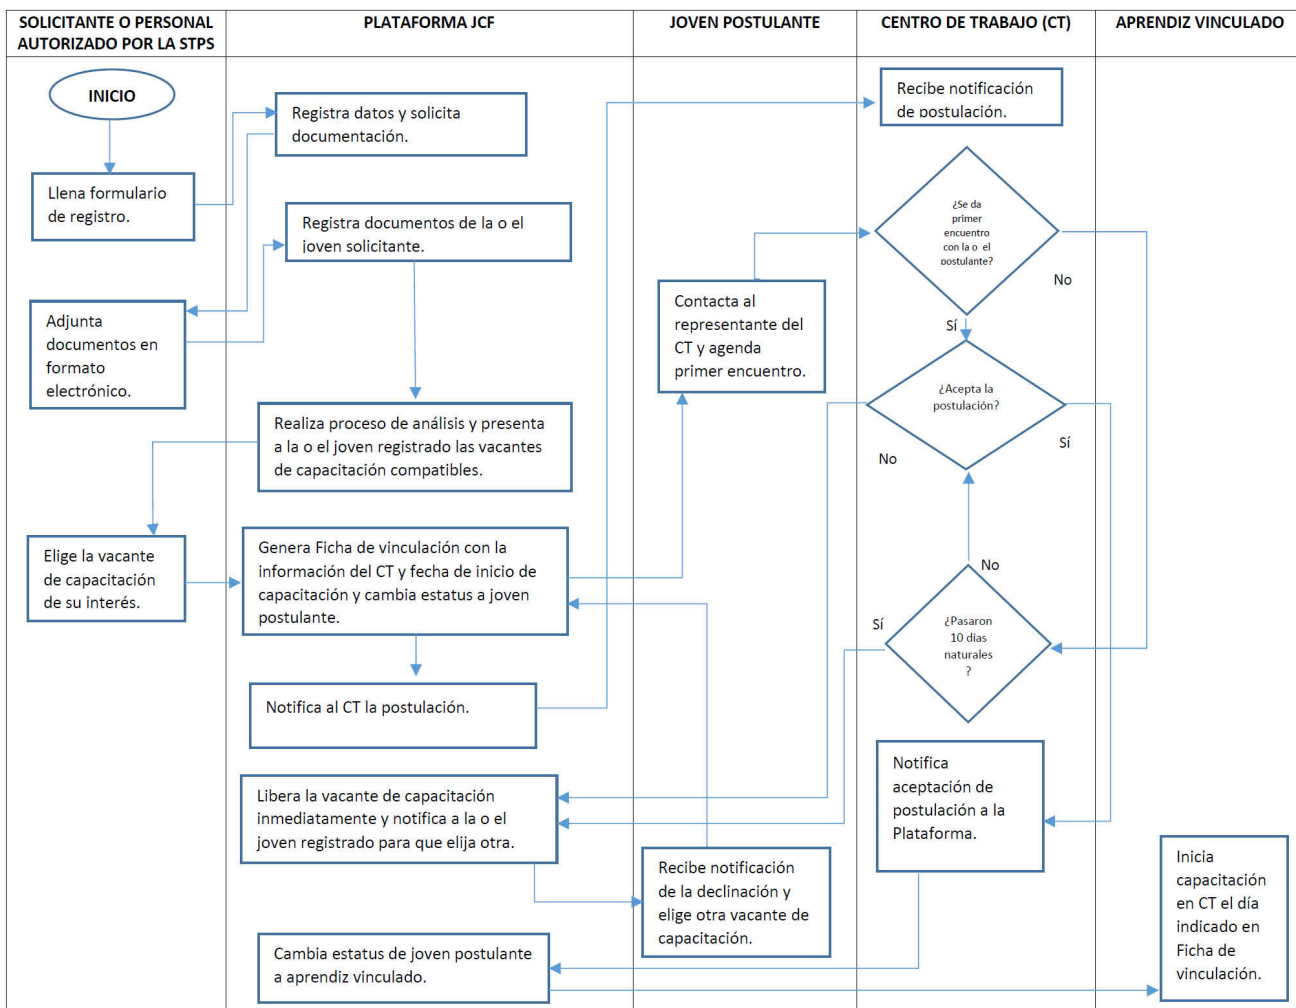 SOLICITANTE O PERSONAL
AUTORIZADO POR LA STPS
PLATAFORMA JCF
JOVEN POSTULANTE
CENTRO DE TRABAJO (CT)
APRENDIZ VINCULADO
INICIO
Llena formulario
de registro.
Adjunta
documentos en
formato
electrónico.
Elige la vacante
de capacitación
de su interés.
Registra datos y solicita
documentación.
Registra documentos de la o el
joven solicitante.
Realiza proceso de análisis y presenta
a la o el joven registrado las vacantes
de capacitación compatibles.
Genera Ficha de vinculación con la
información del CT y fecha de inicio de
capacitación y cambia estatus a joven
postulante.
Notifica al CT la postulación.
Libera la vacante de capacitación
inmediatamente y notifica a la o el
joven registrado para que elija otra.
Cambia estatus de joven postulante
a aprendiz vinculado.
Contacta al
representante del
CT y agenda
primer encuentro.
Recibe notificación
de la declinación y
elige otra vacante de
capacitación.
Recibe notificación
de postulación.
¿Se da
primer
encuentro
con la o el
postulante?
No
Sí
¿Acepta la
postulación?
No
Sí
No
Sí
¿Pasaron
10 días
naturales
?
Notifica
aceptación de
postulación a la
Plataforma.
Inicia
capacitación
en CT el día
indicado en
Ficha de
vinculación.